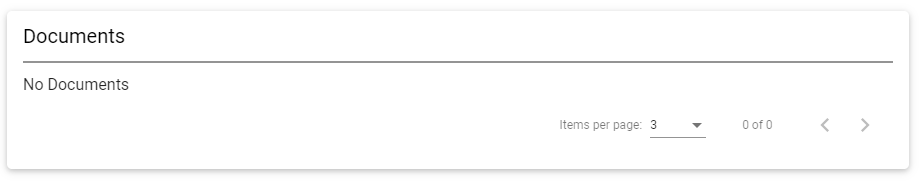 Documents
No Documents
Items per page: 3 0 of 0